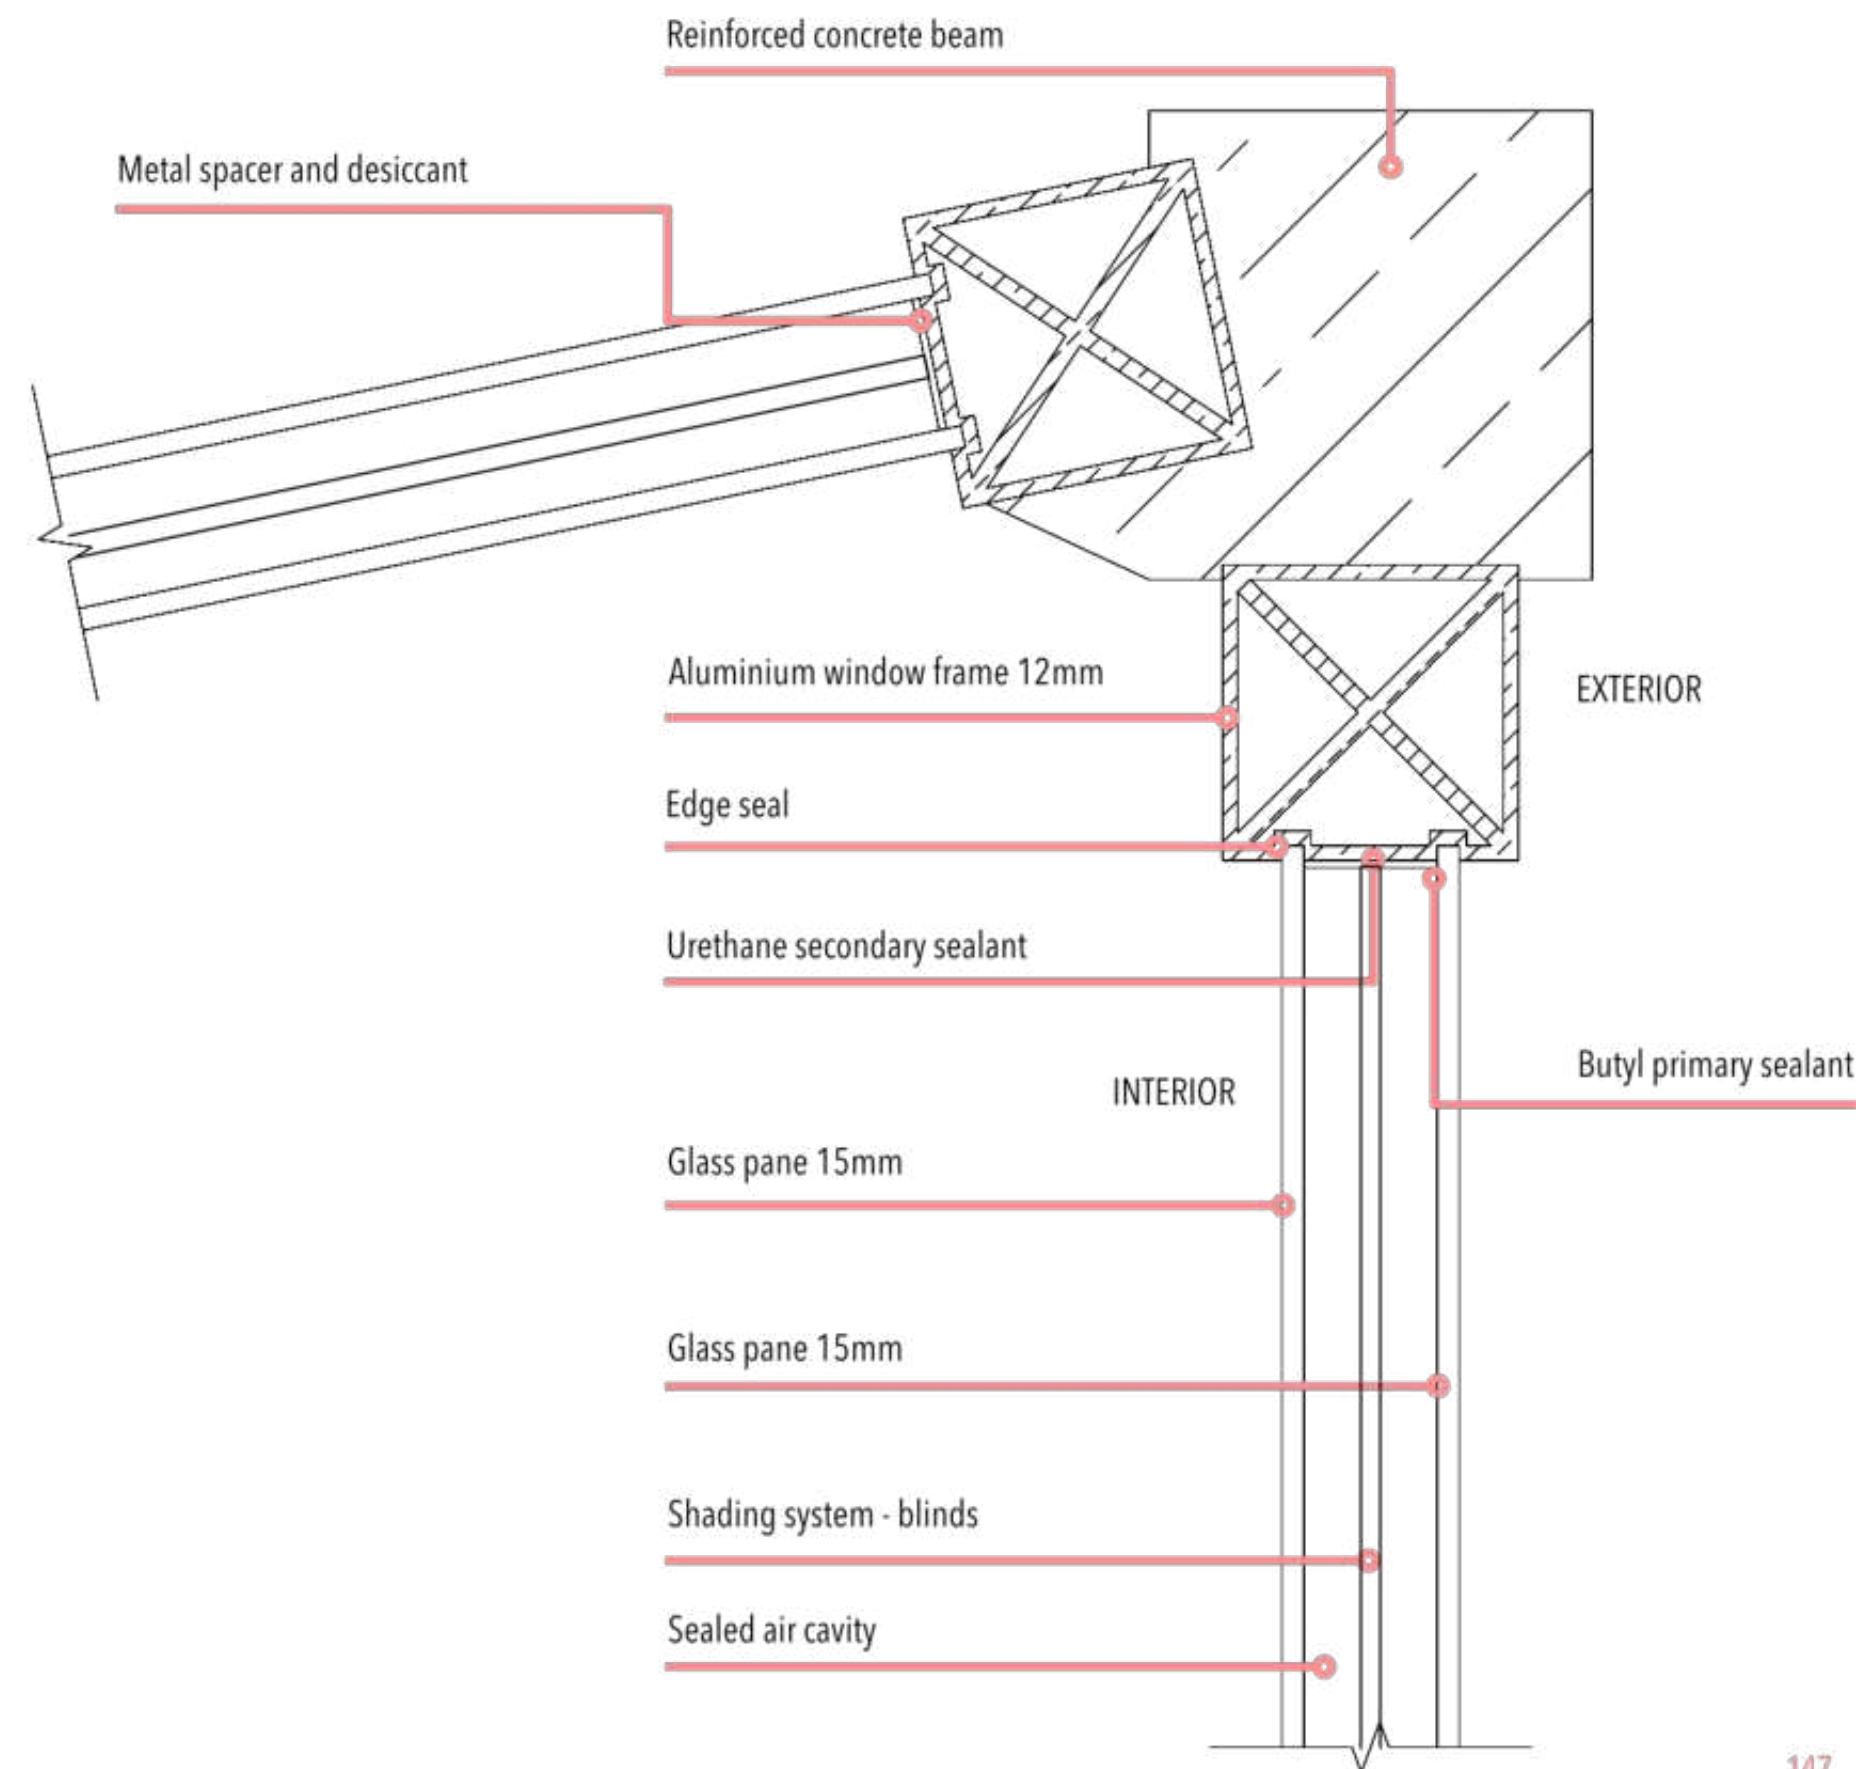 Reinforced concrete beam
Metal spacer and desiccant
Aluminium window frame 12mm
EXTERIOR
Edge seal
Urethane secondary sealant
Butyl primary sealant
INTERIOR
Glass pane 15mm
Glass pane 15mm
Shading system - blinds
Sealed air cavity
147